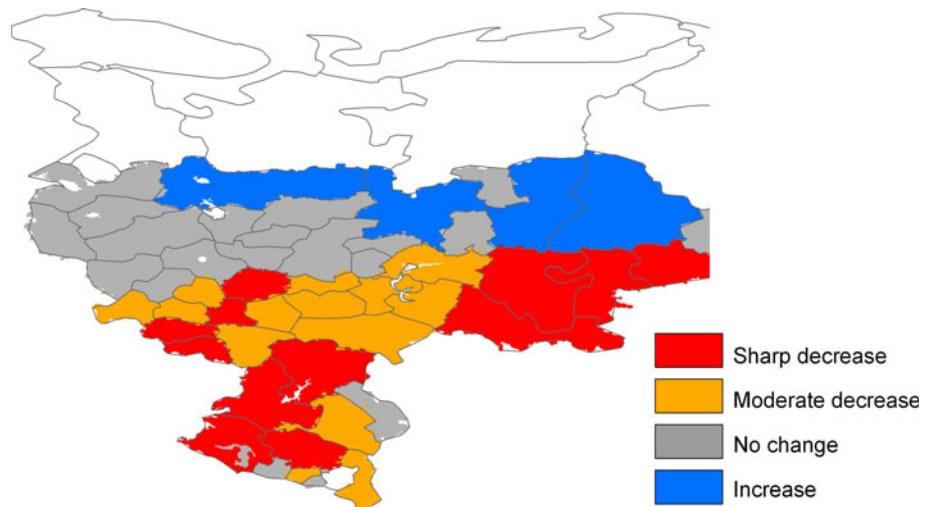 Sharp decrease
Moderate decrease
No change
Increase